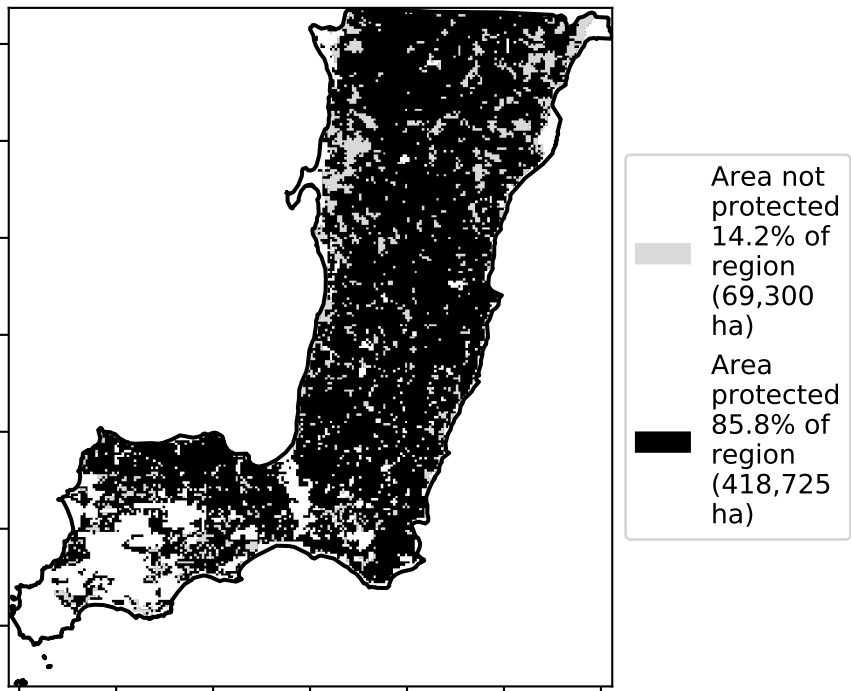 Area not
protected
14.2% of
region
(69,300
ha)
Area
protected
85.8% of
region
(418,725
ha)